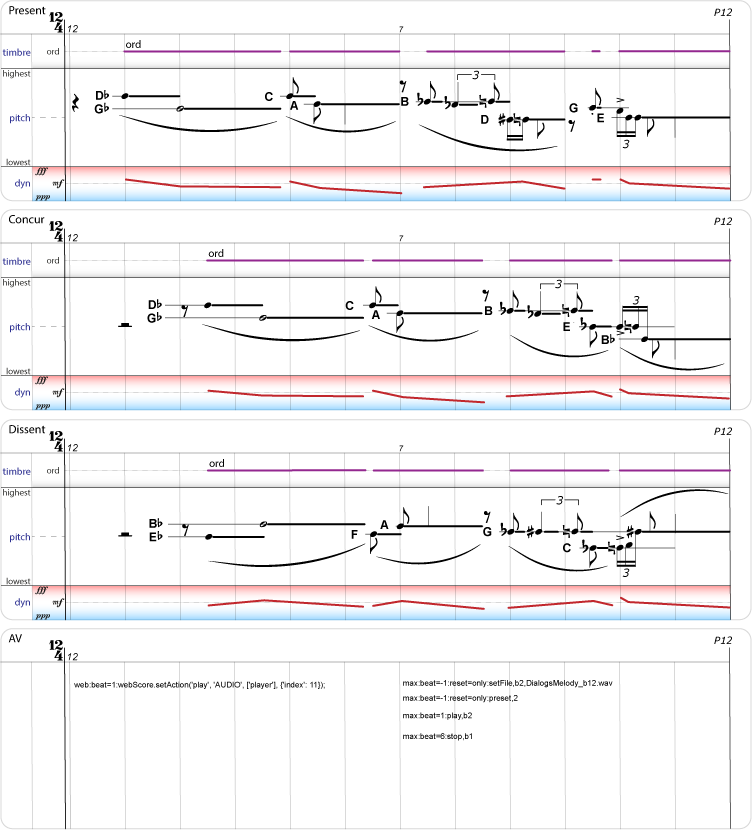 Present
12
4
12
7
P12
timbre
ord
ord
highest
pitch
lowest
D♭
G♭
C
A
B
3
D
G
E
3
dyn
fff
mf
ppp
Concur
12
4
12
7
P12
timbre
ord
ord
highest
pitch
lowest
D♭
G♭
C
A
B
3
E
B♭
3
dyn
fff
mf
ppp
Dissent
12
4
12
7
P12
timbre
ord
ord
highest
pitch
lowest
B♭
E♭
F
A
G
3
C
3
dyn
fff
mf
ppp
AV
12
4
12
P12
web:beat=1:webScore.setAction('play', 'AUDIO', ['player'], {'index': 11});
max:beat=-1:reset=only:setFile,b2,DialogsMelody_b12.wav
max:beat=-1:reset=only:preset,2
max:beat=1:play,b2
max:beat=6:stop,b1